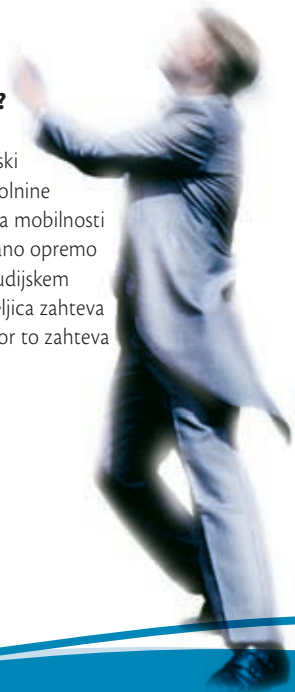 ?
ski
olnine
a mobilnosti
ano opremo
udijskem
ljica zahteva
or to zahteva